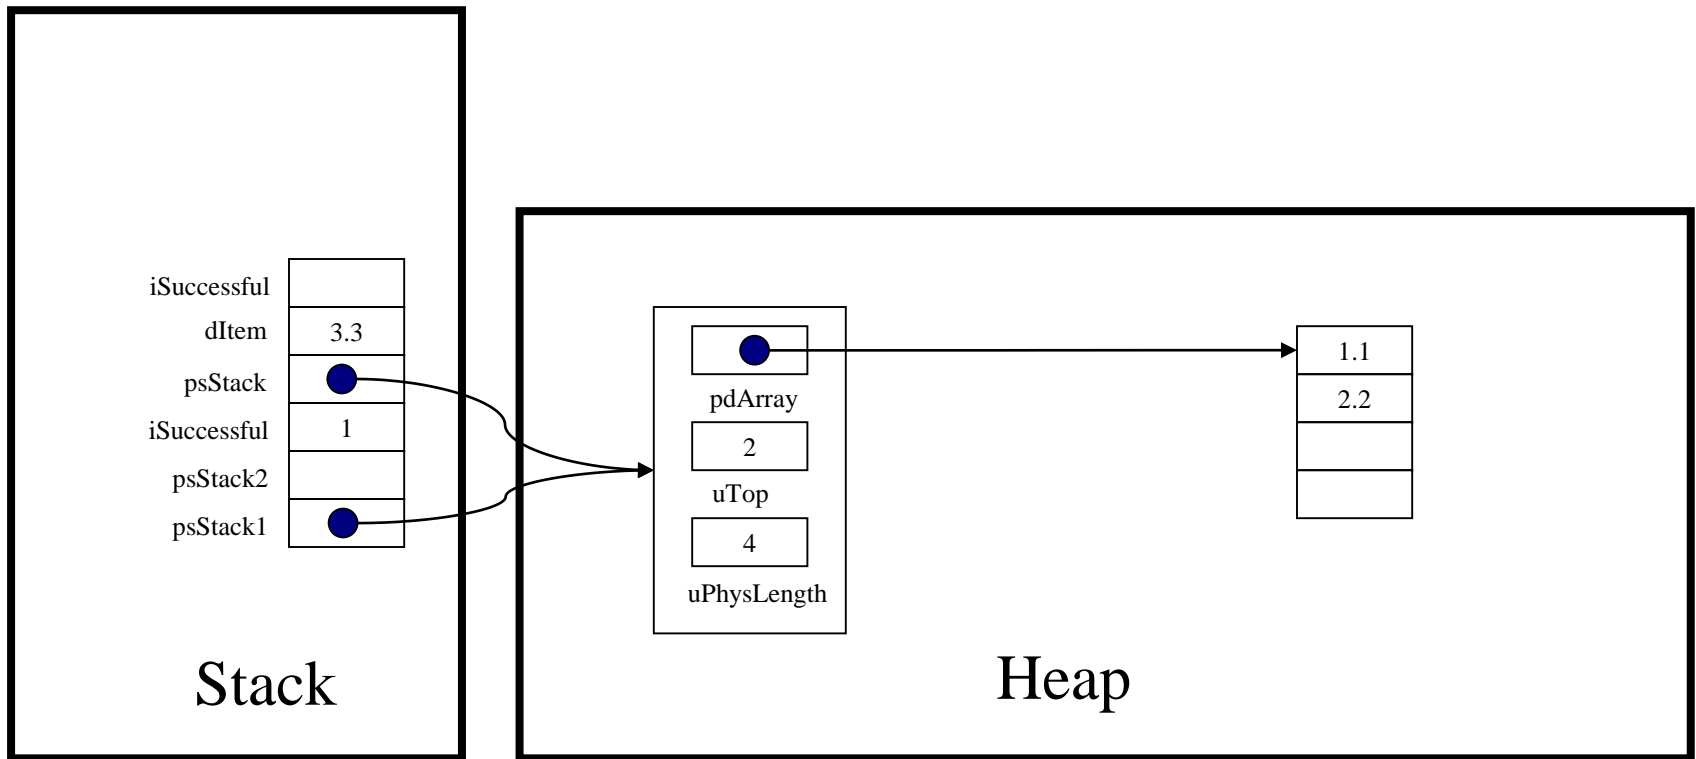 iSuccessful
dItem 3.3
psStack
iSuccessful 1
psStack2
psStack1
Stack
pdArray
2
uTop
4
uPhysLength
1.1
2.2
Heap